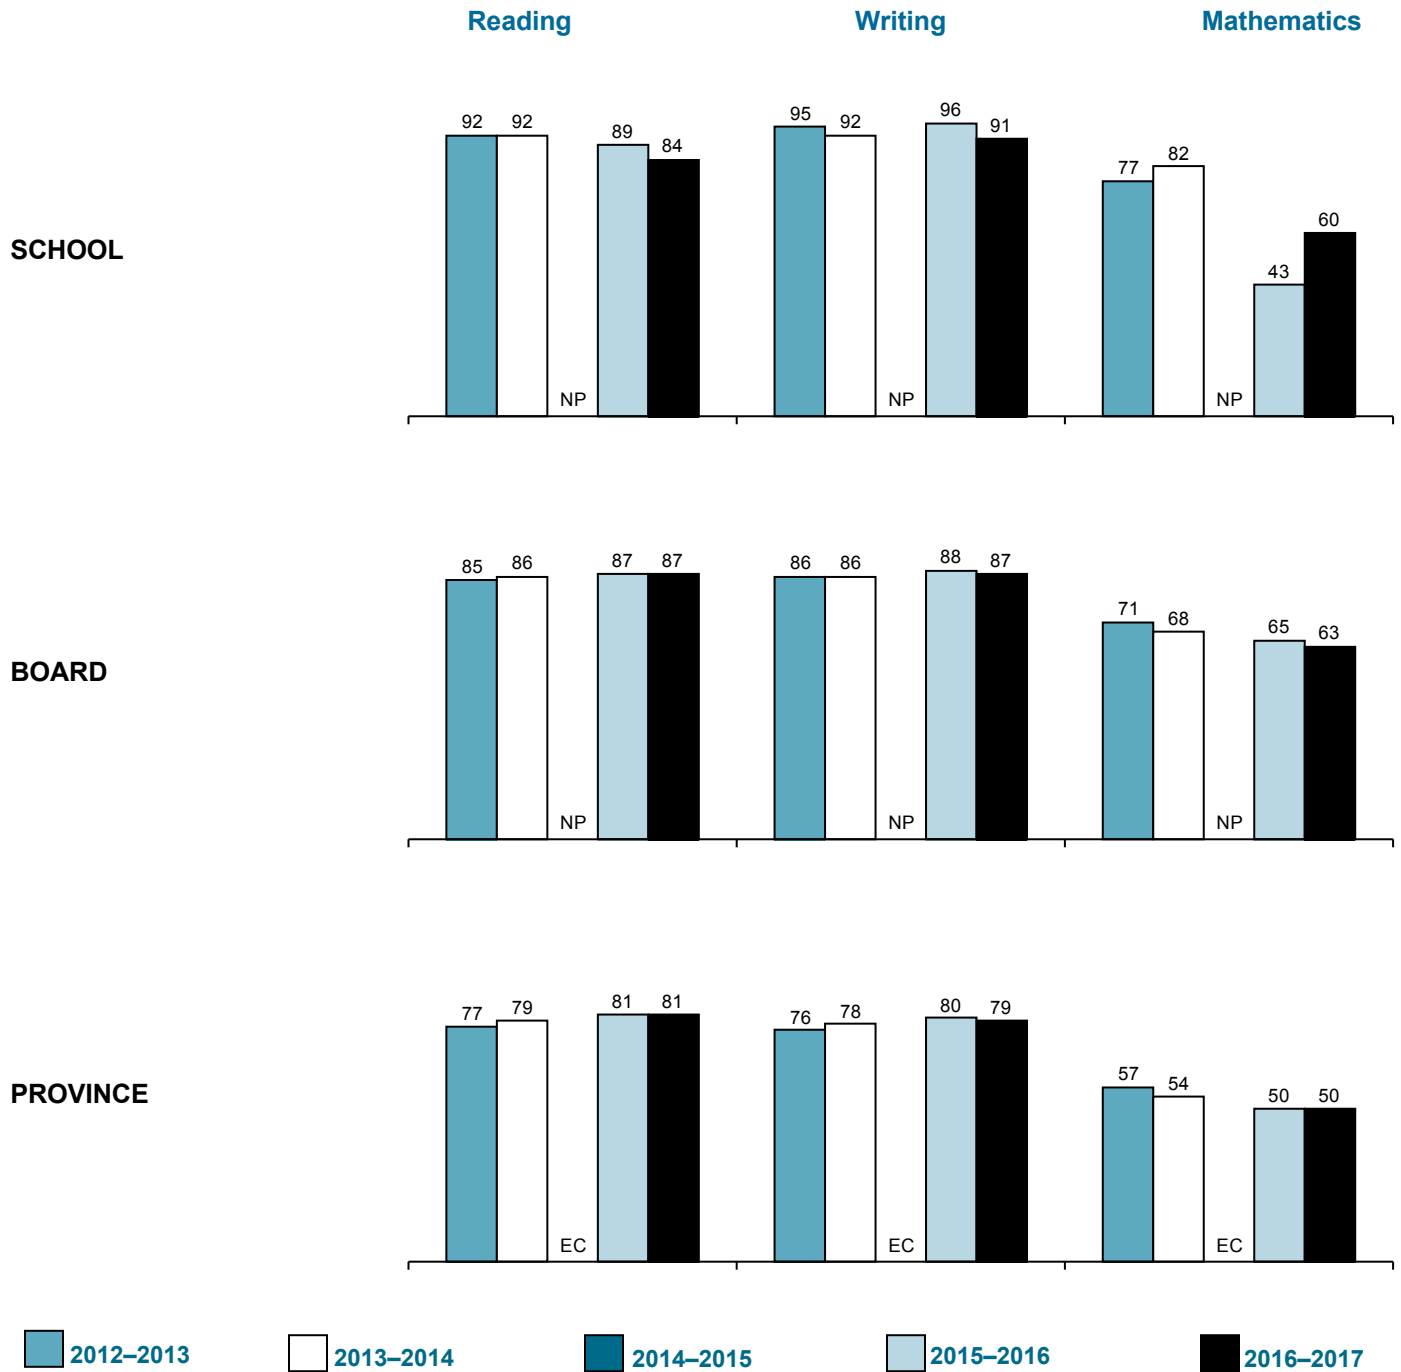 Reading Writing Mathematics
92 92 NP 89 84 95 92 NP 96 91 77 82 NP 43 60
SCHOOL
85 86 NP 87 87 86 86 NP 88 87 71 68 NP 65 63
BOARD
77 79 EC 81 81 76 78 EC 80 79 57 54 EC 50 50
PROVINCE
2012–2013 2013–2014 2014–2015 2015–2016 2016–2017